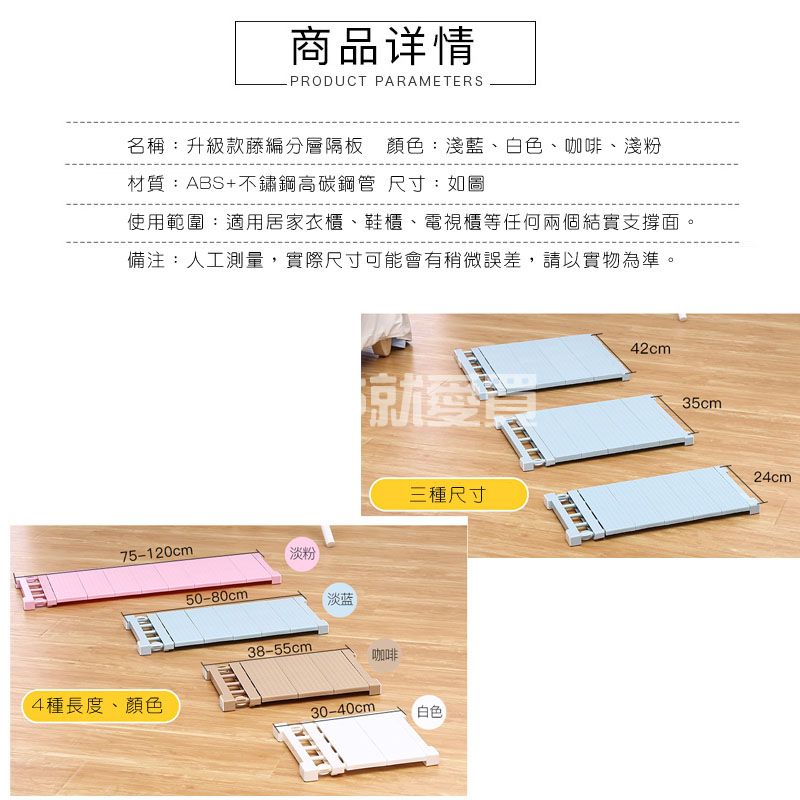 商品详情
PRODUCT PARAMETERS
名稱：升級款藤編分層隔板 顏色：淺藍、白色、咖啡、淺粉
材質：ABS+不鏽鋼高碳鋼管 尺寸：如圖
使用範圍：適用居家衣櫃、鞋櫃、電視櫃等任何兩個結實支撐面。
備注：人工測量，實際尺寸可能會有稍微誤差，請以實物為準。
42cm
就愛買
35cm
24cm
三種尺寸
75-120cm
淡粉
50-80cm
淡蓝
38-55cm
咖啡
4種長度、顏色
30-40cm
白色